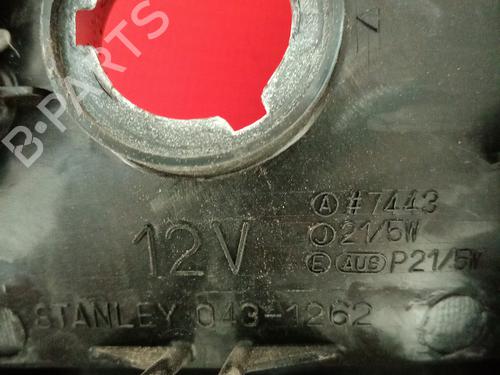 B-PARTS
12V
Ⓐ #7443
Ⓙ 21/5W
Ⓔ AUS P21/5W
STANLEY 043-1262